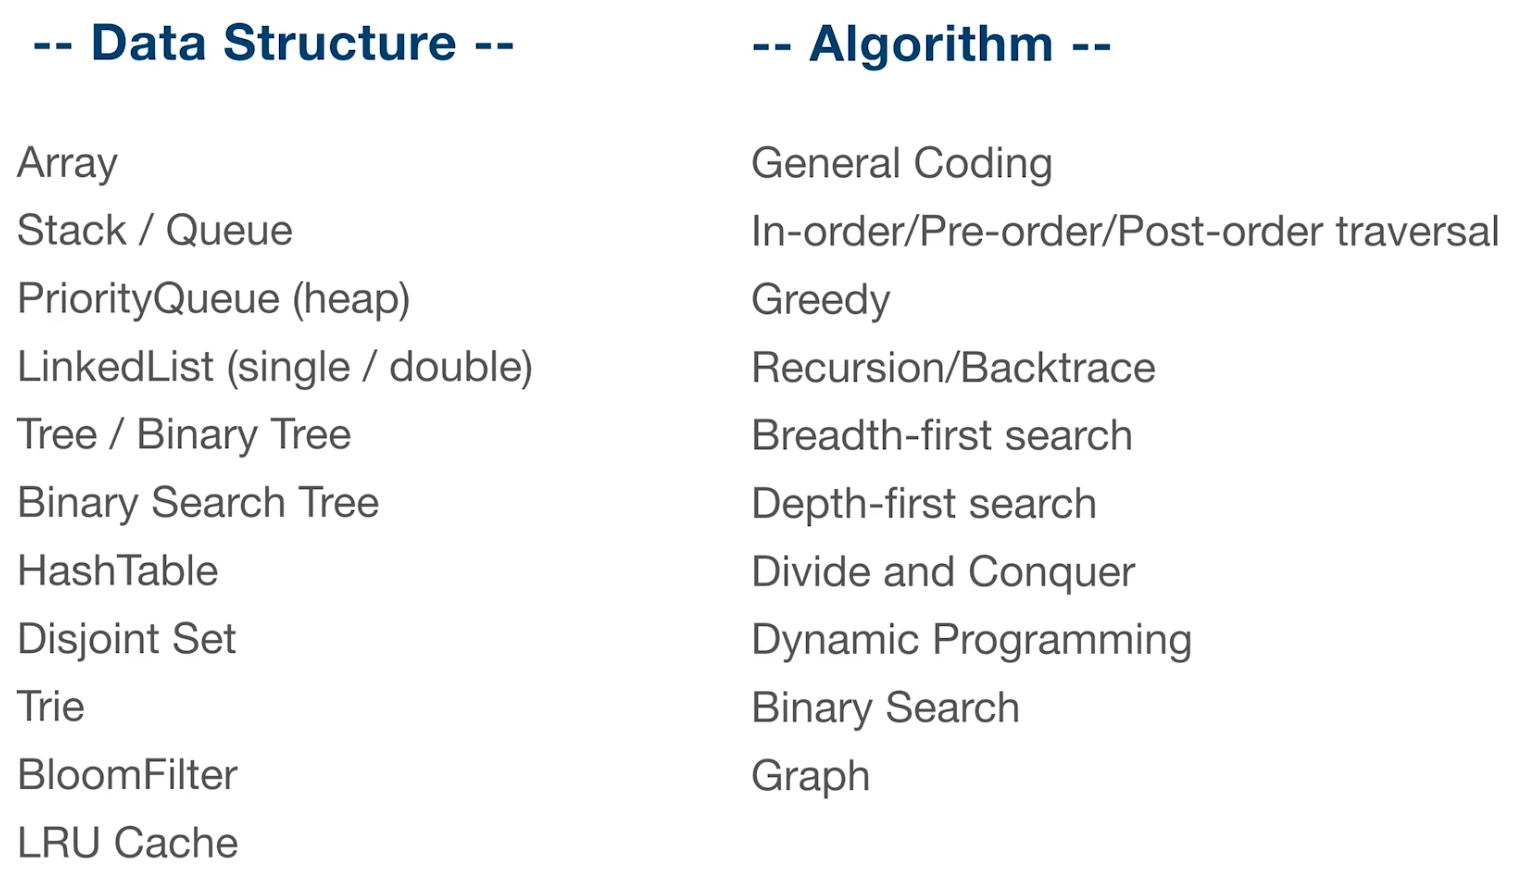 -- Data Structure --
Array
Stack / Queue
PriorityQueue (heap)
LinkedList (single / double)
Tree / Binary Tree
Binary Search Tree
HashTable
Disjoint Set
Trie
BloomFilter
LRU Cache
-- Algorithm --
General Coding
In-order/Pre-order/Post-order traversal
Greedy
Recursion/Backtrace
Breadth-first search
Depth-first search
Divide and Conquer
Dynamic Programming
Binary Search
Graph